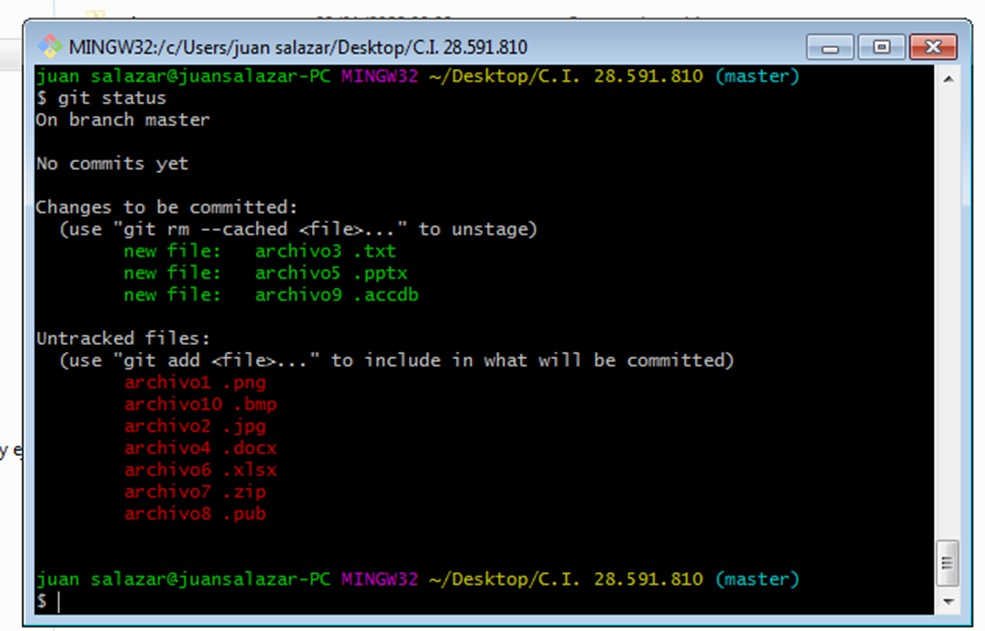 MINGW32:/c/Users/juan salazar/Desktop/C.I. 28.591.810
juan salazar@juansalazar-PC MINGW32 ~/Desktop/C.I. 28.591.810 (master)
$ git status
On branch master
No commits yet
Changes to be committed:
(use "git rm --cached <file>..." to unstage)
new file: archivo3 .txt
new file: archivo5 .pptx
new file: archivo9 .accdb
Untracked files:
(use "git add <file>..." to include in what will be committed)
archivo1 .png
archivo10 .bmp
archivo2 .jpg
archivo4 .docx
archivo6 .xlsx
archivo7 .zip
archivo8 .pub
y
juan salazar@juansalazar-PC MINGW32 ~/Desktop/C.I. 28.591.810 (master)
$